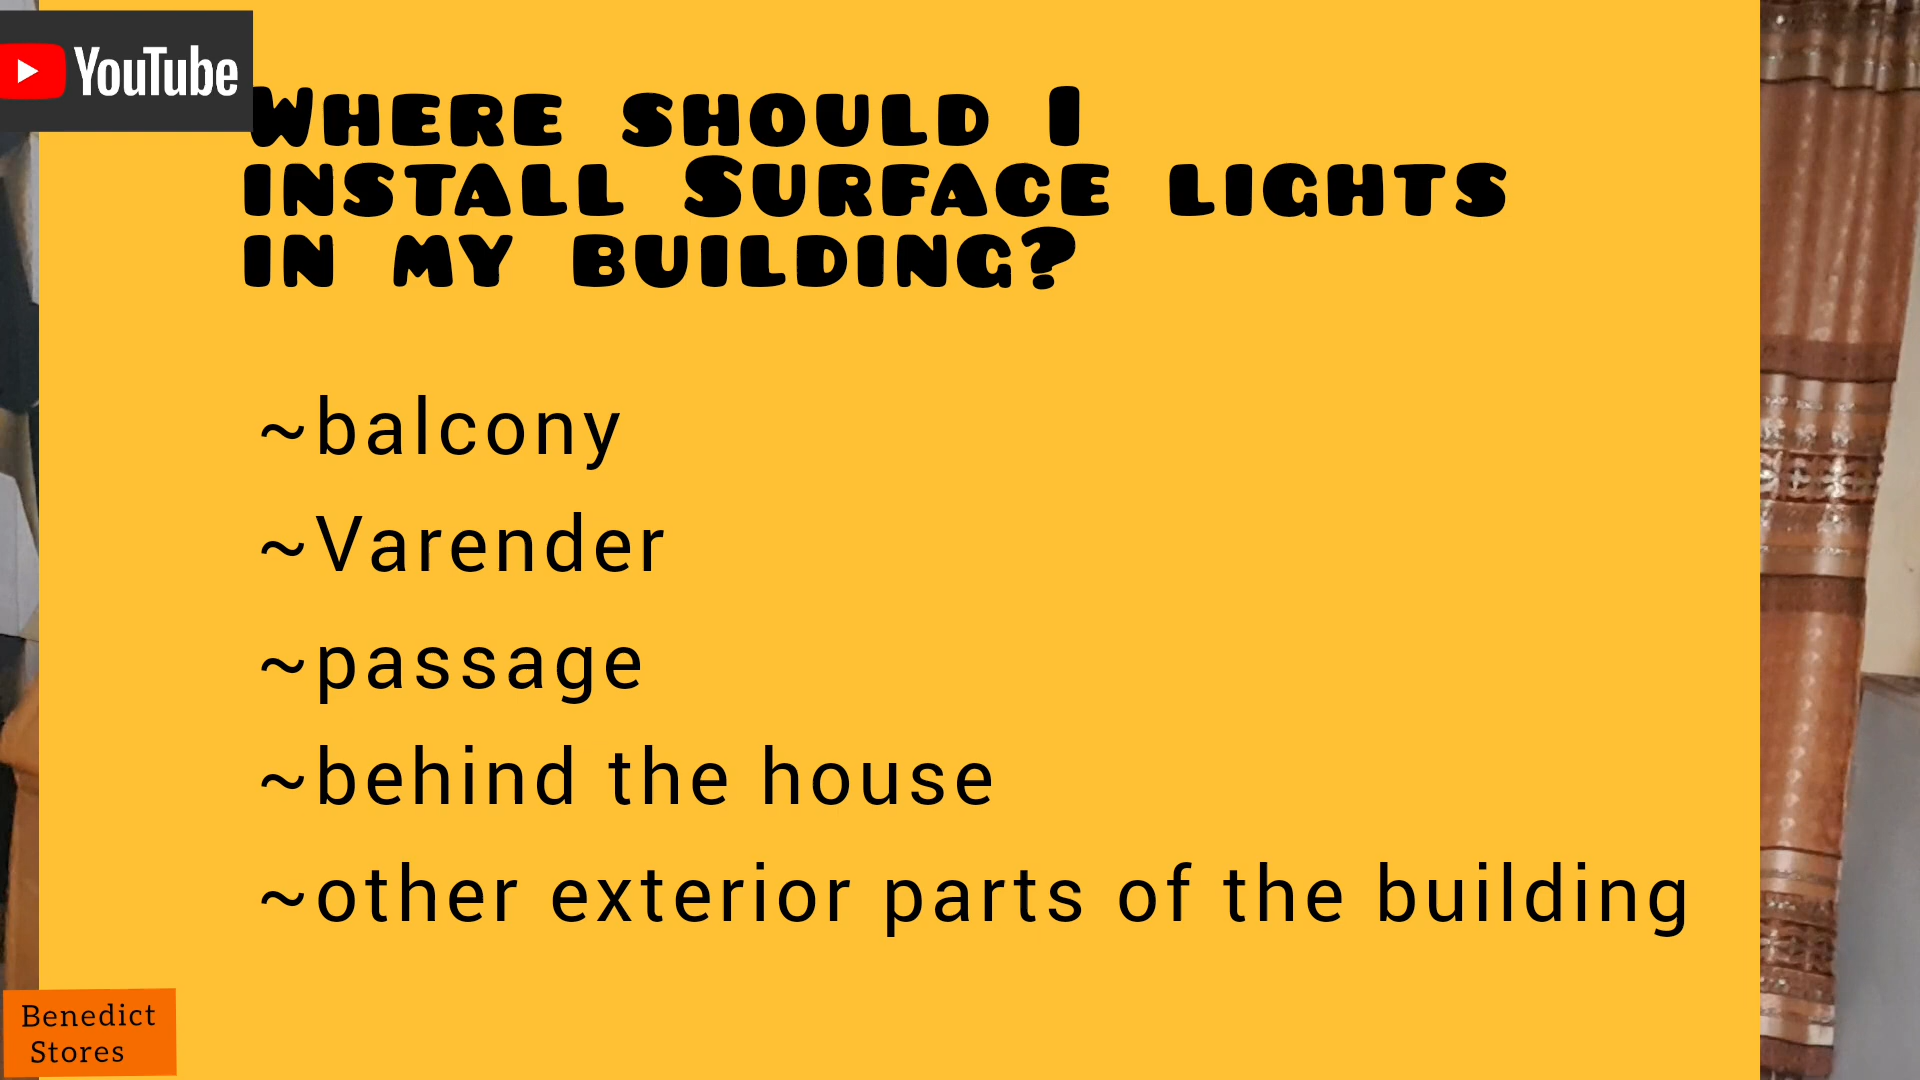 YouTube
Where should I
install Surface lights
in my building?
~balcony
~Varender
~passage
~behind the house
~other exterior parts of the building
Benedict
Stores